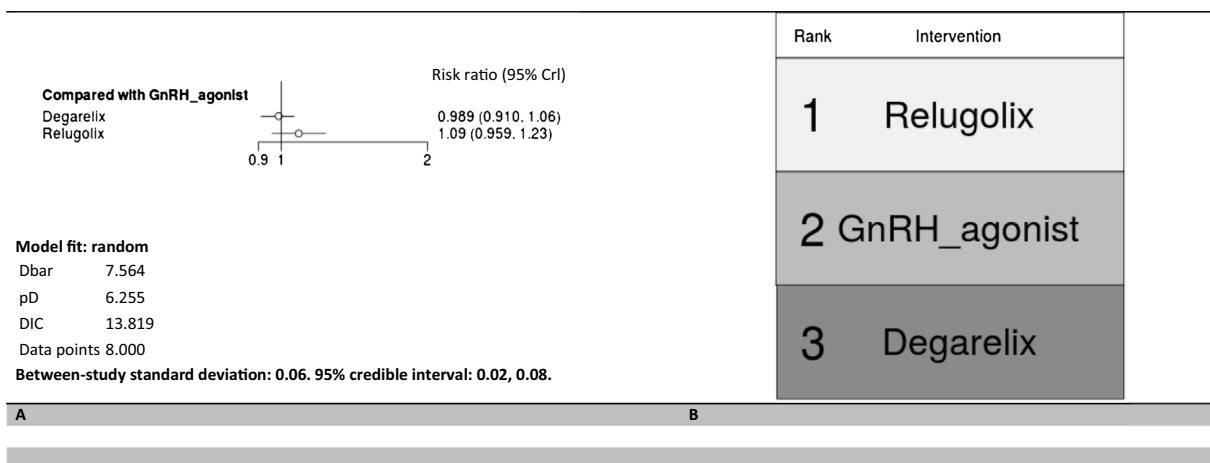 Risk ratio (95% Crl)
Compared with GnRH_agonist
Degarelix 0.989 (0.910, 1.06)
Relugolix 1.09 (0.959, 1.23)
0.9 1 2
Model fit: random
Dbar 7.564
pD 6.255
DIC 13.819
Data points 8.000
Between-study standard deviation: 0.06. 95% credible interval: 0.02, 0.08.
A
Rank Intervention
1 Relugolix
2 GnRH_agonist
3 Degarelix
B